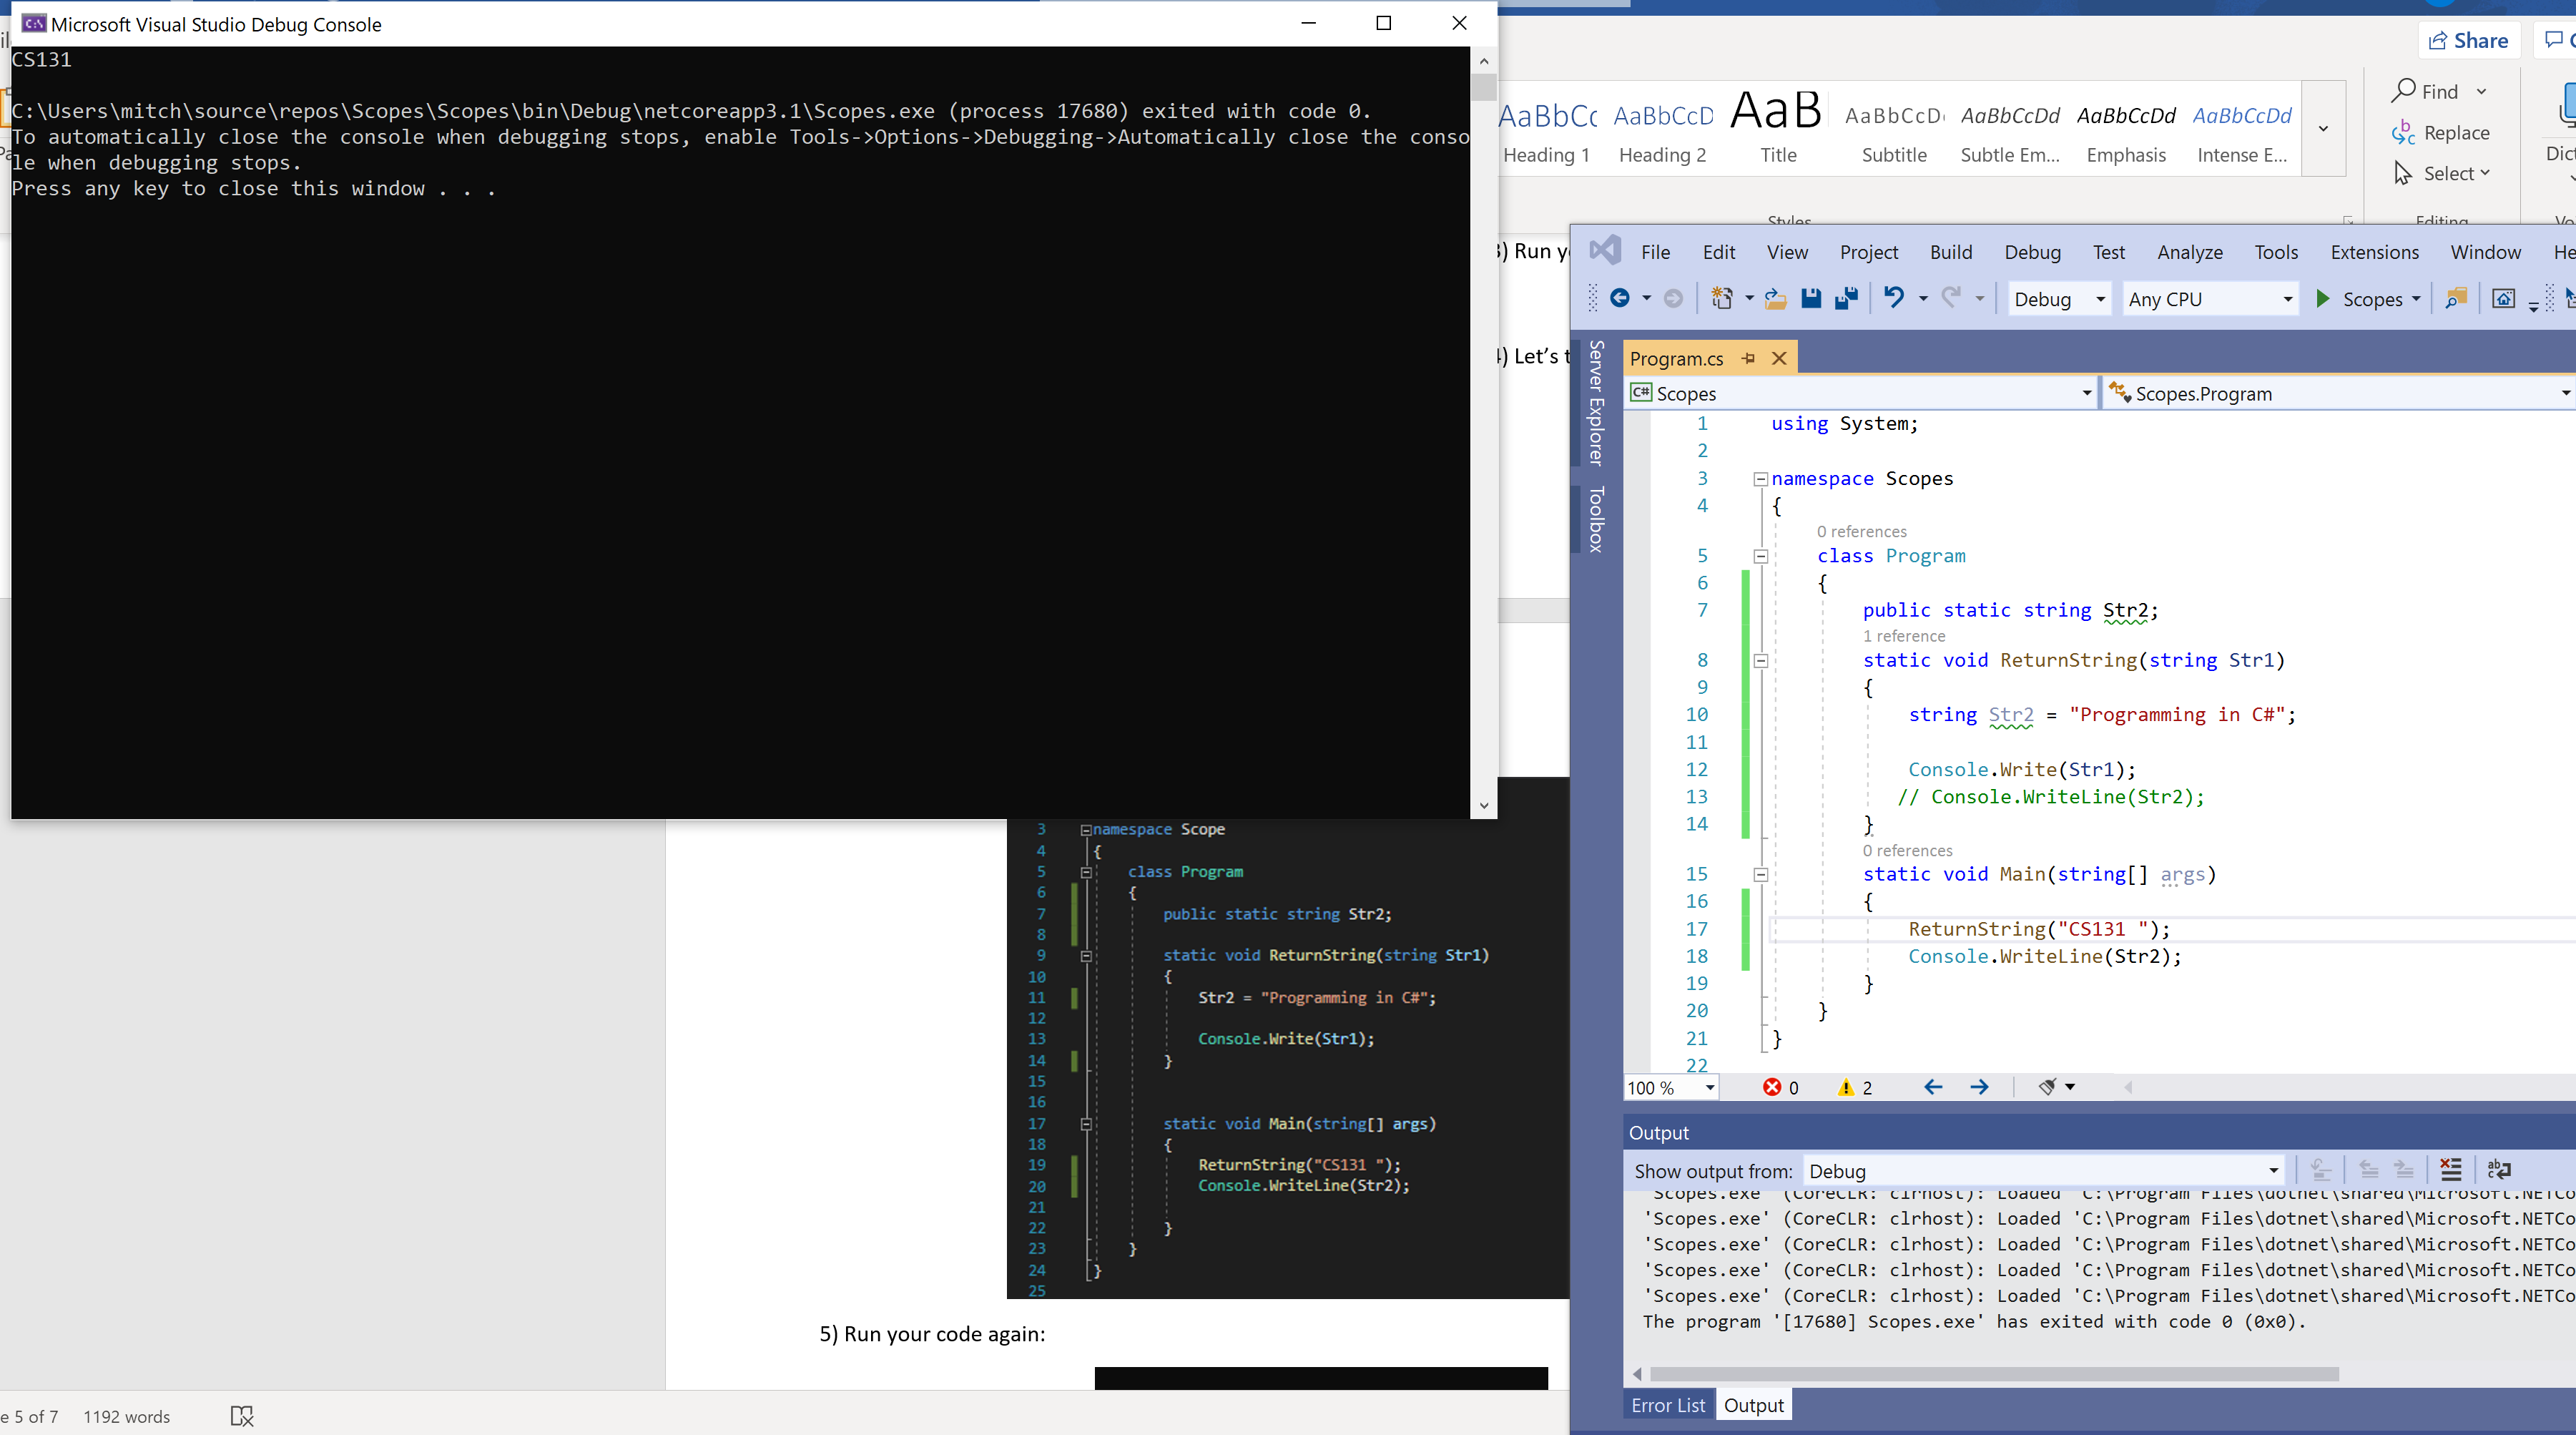 Microsoft Visual Studio Debug Console
CS131
C:\Users\mitch\source\repos\Scopes\Scopes\bin\Debug\netcoreapp3.1\Scopes.exe (process 17680) exited with code 0.
To automatically close the console when debugging stops, enable Tools->Options->Debugging->Automatically close the conso
le when debugging stops.
Press any key to close this window . . .
Share
AaBbCc AaBbCcD AaB AaBbCcD AaBbCcDd AaBbCcDd AaBbCcDd
Heading 1 Heading 2 Title Subtitle Subtle Em... Emphasis Intense E...
Styles
Find
Replace
Select
Editing
3) Run y
4) Let's t
File Edit View Project Build Debug Test Analyze Tools Extensions Window He
Debug Any CPU Scopes
Server Explorer
Toolbox
Program.cs
C# Scopes Scopes.Program
1 using System;
2
3 namespace Scopes
4 {
0 references
5 class Program
6 {
7 public static string Str2;
1 reference
8 static void ReturnString(string Str1)
9 {
10 string Str2 = "Programming in C#";
11
12 Console.Write(Str1);
13 // Console.WriteLine(Str2);
14 }
0 references
15 static void Main(string[] args)
16 {
17 ReturnString("CS131 ");
18 Console.WriteLine(Str2);
19 }
20 }
21 }
22
100 % 0 2
Output
Show output from: Debug
'Scopes.exe' (CoreCLR: clrhost): Loaded 'C:\Program Files\dotnet\shared\Microsoft.NETCo
'Scopes.exe' (CoreCLR: clrhost): Loaded 'C:\Program Files\dotnet\shared\Microsoft.NETCo
'Scopes.exe' (CoreCLR: clrhost): Loaded 'C:\Program Files\dotnet\shared\Microsoft.NETCo
'Scopes.exe' (CoreCLR: clrhost): Loaded 'C:\Program Files\dotnet\shared\Microsoft.NETCo
'Scopes.exe' (CoreCLR: clrhost): Loaded 'C:\Program Files\dotnet\shared\Microsoft.NETCo
The program '[17680] Scopes.exe' has exited with code 0 (0x0).
Error List Output
3 namespace Scope
4 {
5 class Program
6 {
7 public static string Str2;
8
9 static void ReturnString(string Str1)
10 {
11 Str2 = "Programming in C#";
12
13 Console.Write(Str1);
14 }
15
16
17 static void Main(string[] args)
18 {
19 ReturnString("CS131 ");
20 Console.WriteLine(Str2);
21
22 }
23 }
24 }
25
5) Run your code again:
e 5 of 7 1192 words